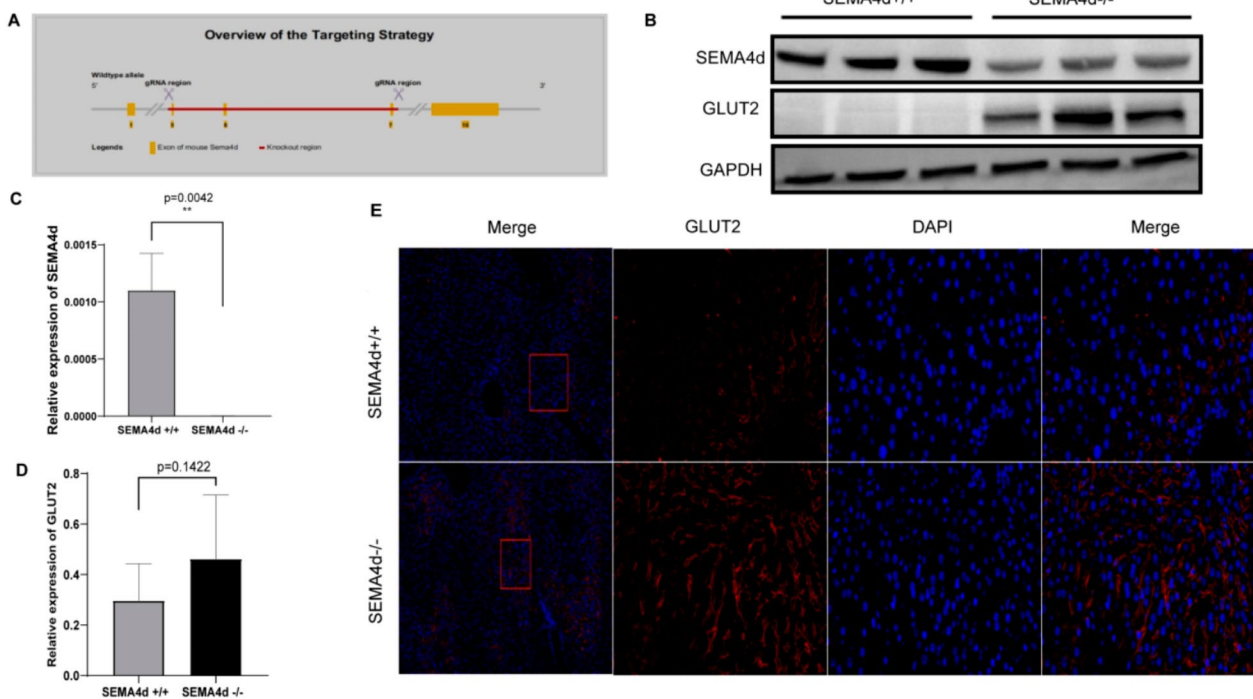 A
Overview of the Targeting Strategy
Wildtype allele
5'
gRNA region
gRNA region
3'
Legends
Exon of mouse Sema4d
Knockout region
B
SEMA4d+/+
SEMA4d-/-
SEMA4d
GLUT2
GAPDH
C
p=0.0042
**
Relative expression of SEMA4d
0.0015
0.0010
0.0005
0.0000
SEMA4d +/+
SEMA4d -/-
D
p=0.1422
Relative expression of GLUT2
0.8
0.6
0.4
0.2
0.0
SEMA4d +/+
SEMA4d -/-
E
Merge
GLUT2
DAPI
Merge
SEMA4d+/+
SEMA4d-/-